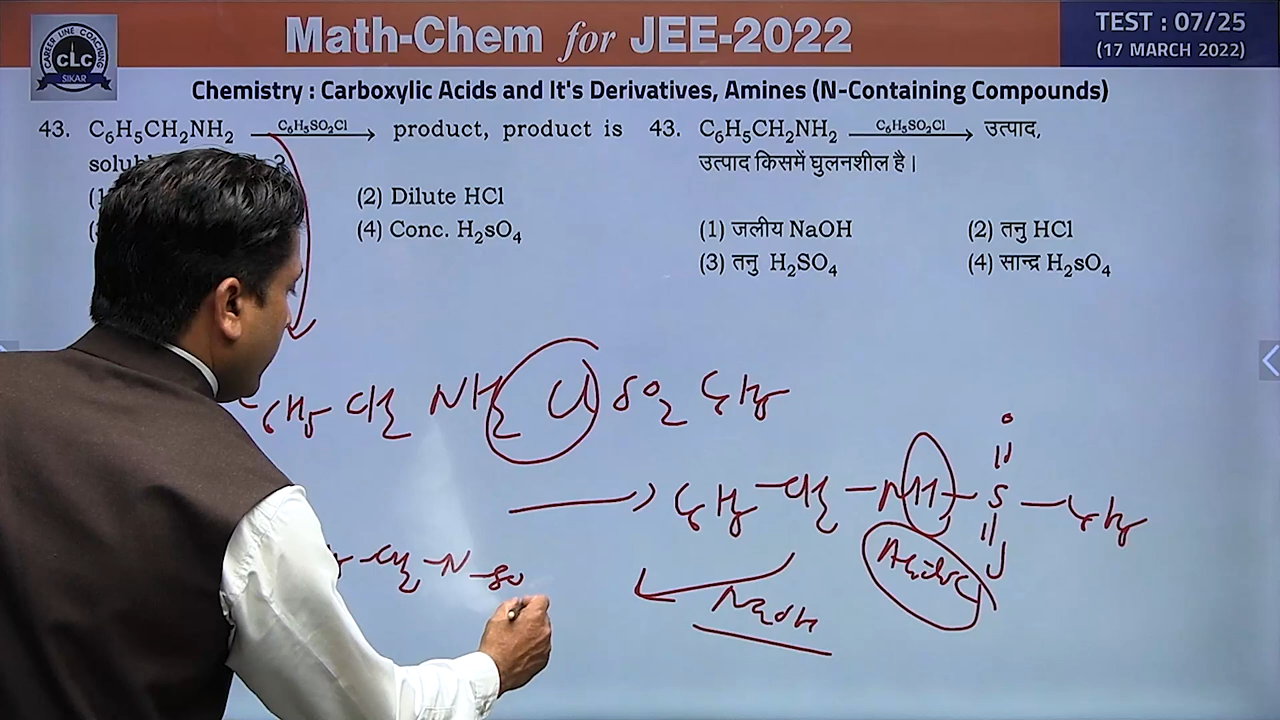 CAREER LINE COACHING
CLC
SIKAR
Math-Chem for JEE-2022
TEST : 07/25
(17 MARCH 2022)
Chemistry : Carboxylic Acids and It's Derivatives, Amines (N-Containing Compounds)
43. C₆H₅CH₂NH₂ C₆H₅SO₂Cl⟶ product, product is
(2) Dilute HCl
(4) Conc. H₂sO₄
43. C₆H₅CH₂NH₂ C₆H₅SO₂Cl⟶ उत्पाद,
उत्पाद किसमें घुलनशील है।
(1) जलीय NaOH (2) तनु HCl
(3) तनु H₂SO₄ (4) सान्द्र H₂sO₄
CH₂ NH₂ Cl SO₂ C₆H₅
⟶ C₆H₅–CH₂–NH–S–C₆H₅
Acidic
NaOH
CH₂–N–so